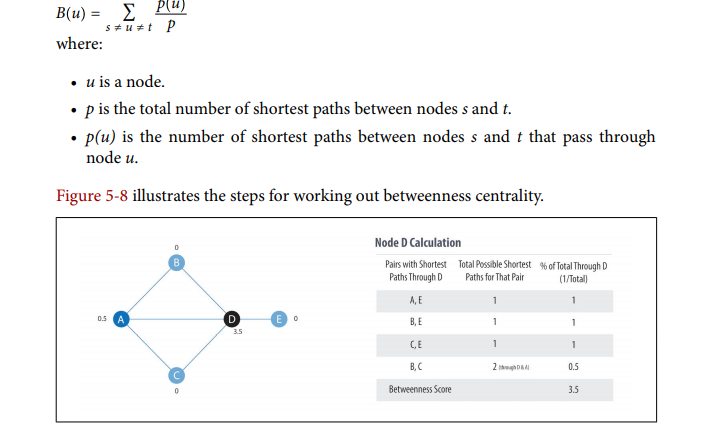 B(u) = Σ s ≠ u ≠ t p(u) / p
where:
• u is a node.
• p is the total number of shortest paths between nodes s and t.
• p(u) is the number of shortest paths between nodes s and t that pass through
node u.
Figure 5-8 illustrates the steps for working out betweenness centrality.
0
B
0.5 A
D
3.5
E 0
C
0
Node D Calculation
Pairs with Shortest Paths Through D
Total Possible Shortest Paths for That Pair
% of Total Through D (1/Total)
A, E 1 1
B, E 1 1
C, E 1 1
B, C 2 (through D & A) 0.5
Betweenness Score 3.5